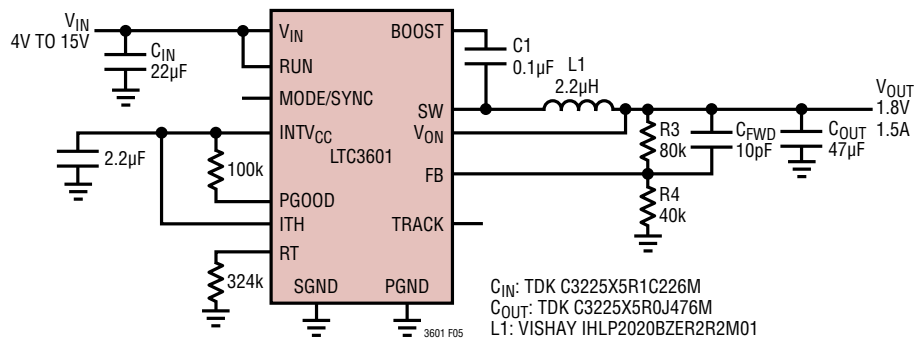 VIN
4V TO 15V
CIN
22µF
VIN
RUN
MODE/SYNC
INTVCC
2.2µF
100k
PGOOD
ITH
RT
324k
LTC3601
SGND
PGND
BOOST
SW
VON
FB
TRACK
C1
0.1µF
L1
2.2µH
R3
80k
CFWD
10pF
COUT
47µF
VOUT
1.8V
1.5A
R4
40k
CIN: TDK C3225X5R1C226M
COUT: TDK C3225X5R0J476M
L1: VISHAY IHLP2020BZER2R2M01
3601 F05